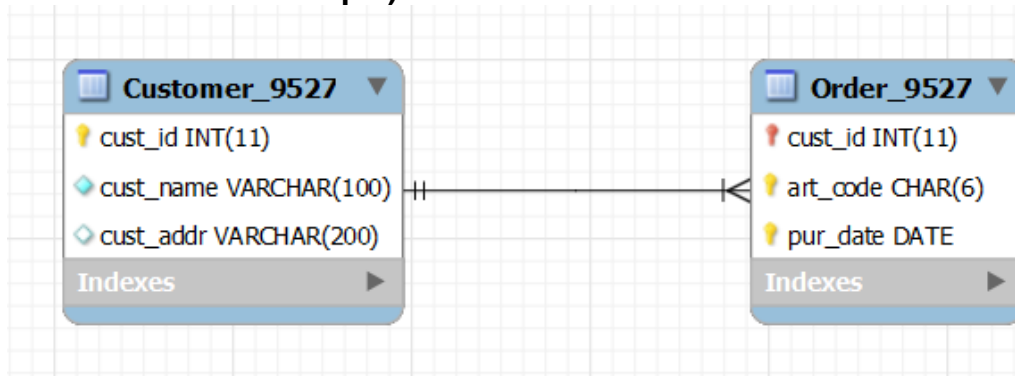 Customer_9527
cust_id INT(11)
cust_name VARCHAR(100)
cust_addr VARCHAR(200)
Indexes
Order_9527
cust_id INT(11)
art_code CHAR(6)
pur_date DATE
Indexes